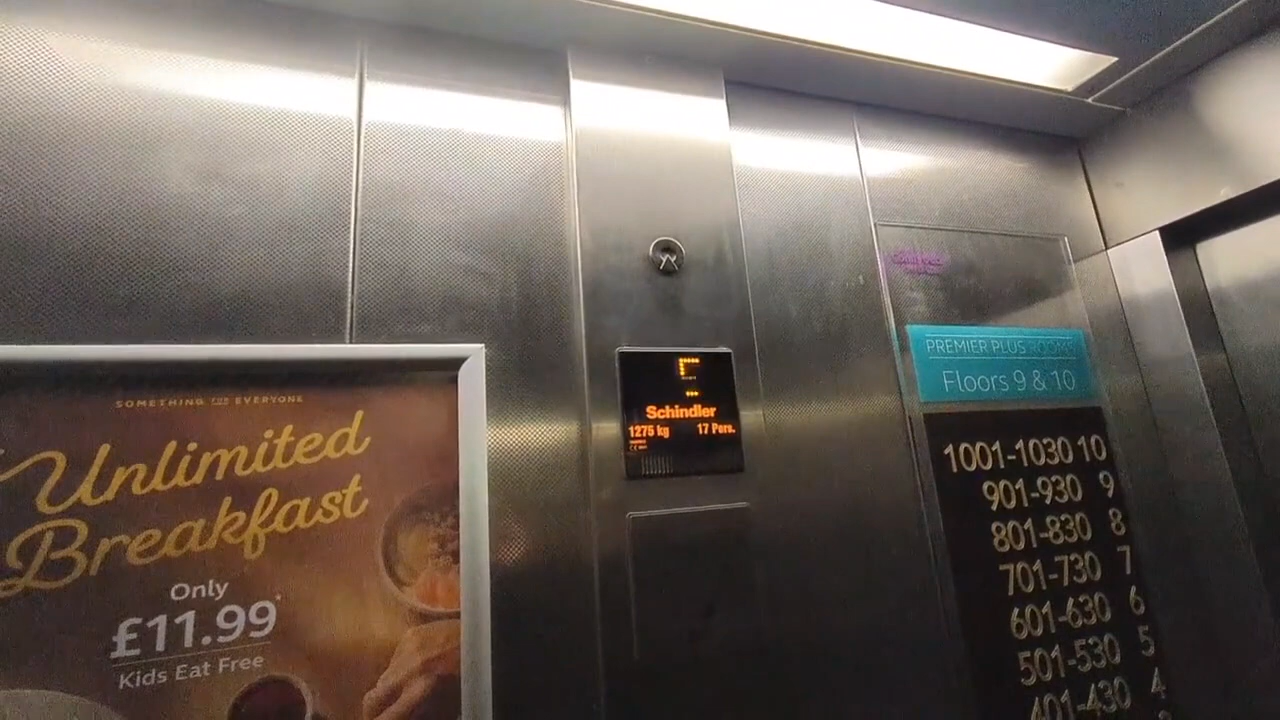 SOMETHING FOR EVERYONE
Unlimited
Breakfast
Only
£11.99*
Kids Eat Free
Schindler
1275 kg 17 Pers.
PREMIER PLUS ROOMS
Floors 9 & 10
1001-1030 10
901-930 9
801-830 8
701-730 7
601-630 6
501-530 5
401-430 4